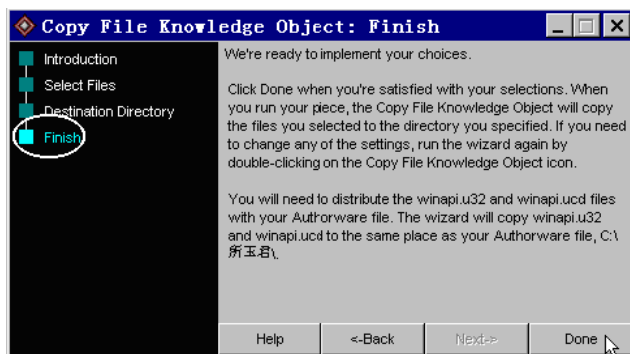 Copy File Knowledge Object: Finish
Introduction
Select Files
Destination Directory
Finish
We're ready to implement your choices.
Click Done when you're satisfied with your selections. When
you run your piece, the Copy File Knowledge Object will copy
the files you selected to the directory you specified. If you need
to change any of the settings, run the wizard again by
double-clicking on the Copy File Knowledge Object icon.
You will need to distribute the winapi.u32 and winapi.ucd files
with your Authorware file. The wizard will copy winapi.u32
and winapi.ucd to the same place as your Authorware file, C:\
所玉君\.
Help
<-Back
Next->
Done